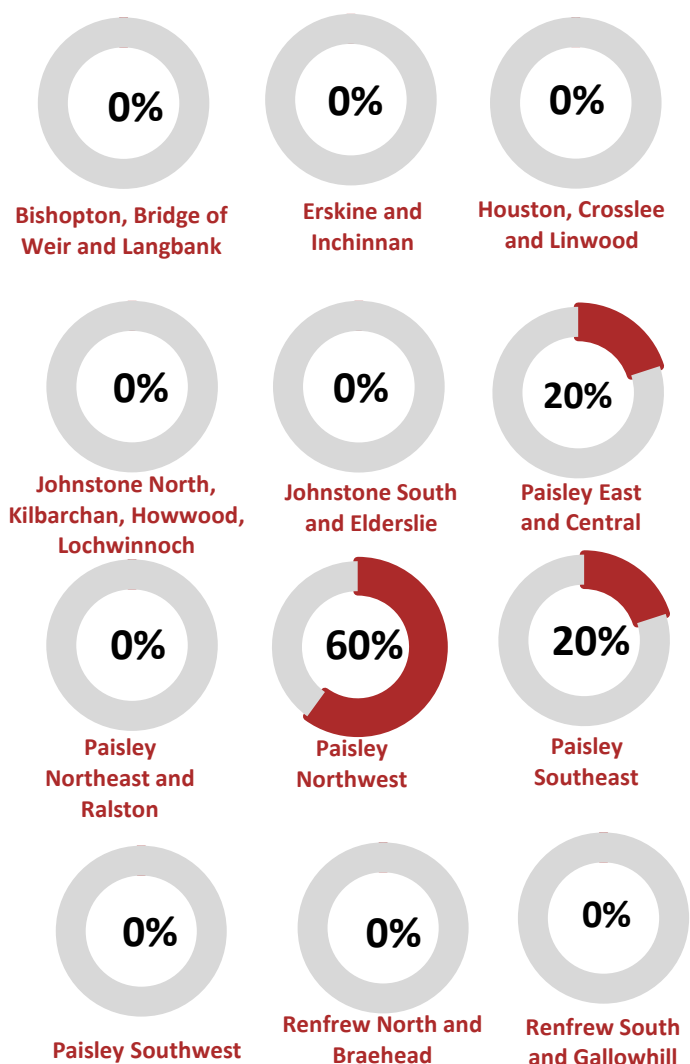 0%
Bishopton, Bridge of
Weir and Langbank
0%
Erskine and
Inchinnan
0%
Houston, Crosslee
and Linwood
0%
Johnstone North,
Kilbarchan, Howwood,
Lochwinnoch
0%
Johnstone South
and Elderslie
20%
Paisley East
and Central
0%
Paisley
Northeast and
Ralston
60%
Paisley
Northwest
20%
Paisley
Southeast
0%
Paisley Southwest
0%
Renfrew North and
Braehead
0%
Renfrew South
and Gallowhill